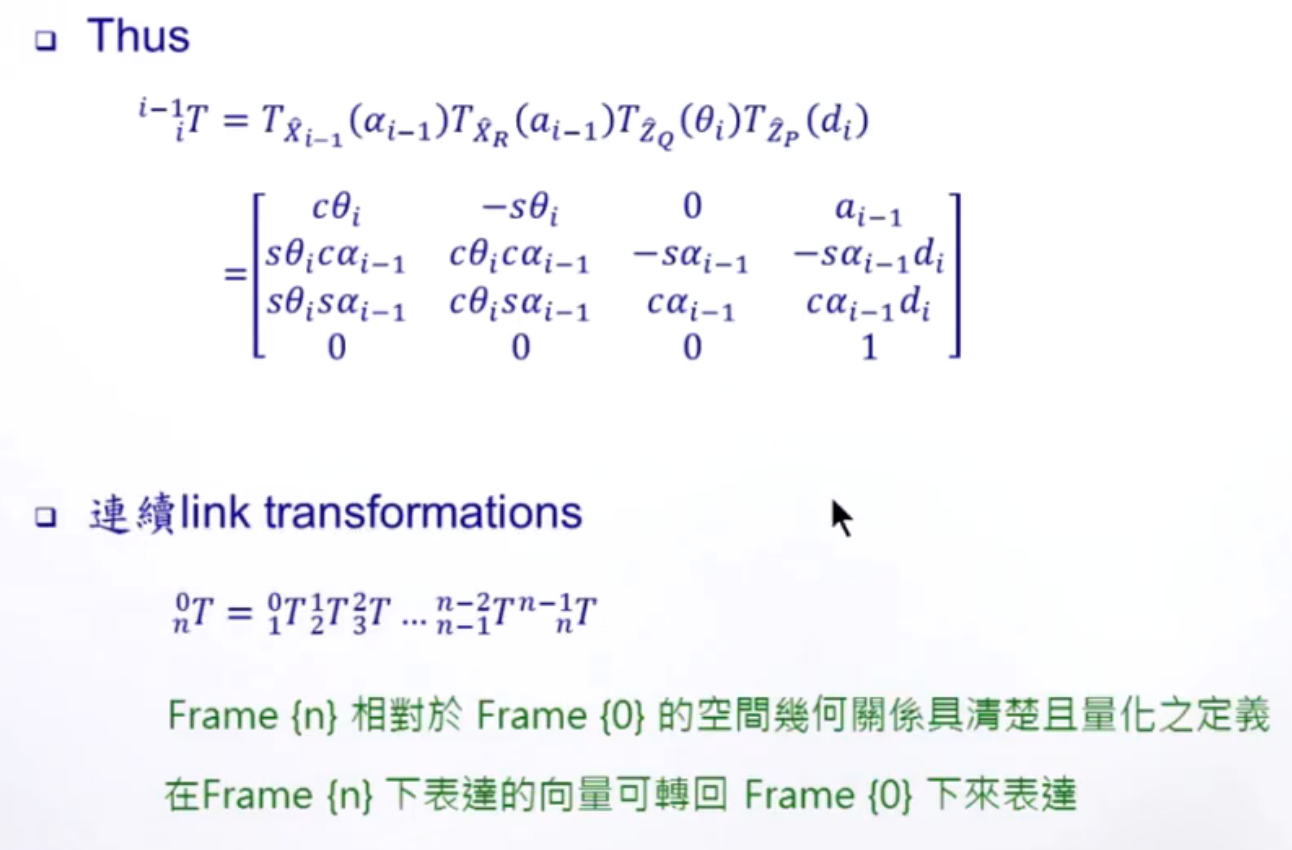 ❑ Thus
$^{i-1}_{i}T = T_{\hat{X}_{i-1}}(\alpha_{i-1})T_{\hat{X}_R}(a_{i-1})T_{\hat{Z}_Q}(\theta_i)T_{\hat{Z}_P}(d_i)$
$= \begin{bmatrix} c\theta_i & -s\theta_i & 0 & a_{i-1} \\ s\theta_i c\alpha_{i-1} & c\theta_i c\alpha_{i-1} & -s\alpha_{i-1} & -s\alpha_{i-1}d_i \\ s\theta_i s\alpha_{i-1} & c\theta_i s\alpha_{i-1} & c\alpha_{i-1} & c\alpha_{i-1}d_i \\ 0 & 0 & 0 & 1 \end{bmatrix}$
❑ 連續link transformations
$^{0}_{n}T = {}^{0}_{1}T\,{}^{1}_{2}T\,{}^{2}_{3}T \ldots {}^{n-2}_{n-1}T\,{}^{n-1}_{n}T$
Frame {n} 相對於 Frame {0} 的空間幾何關係具清楚且量化之定義
在Frame {n} 下表達的向量可轉回 Frame {0} 下來表達